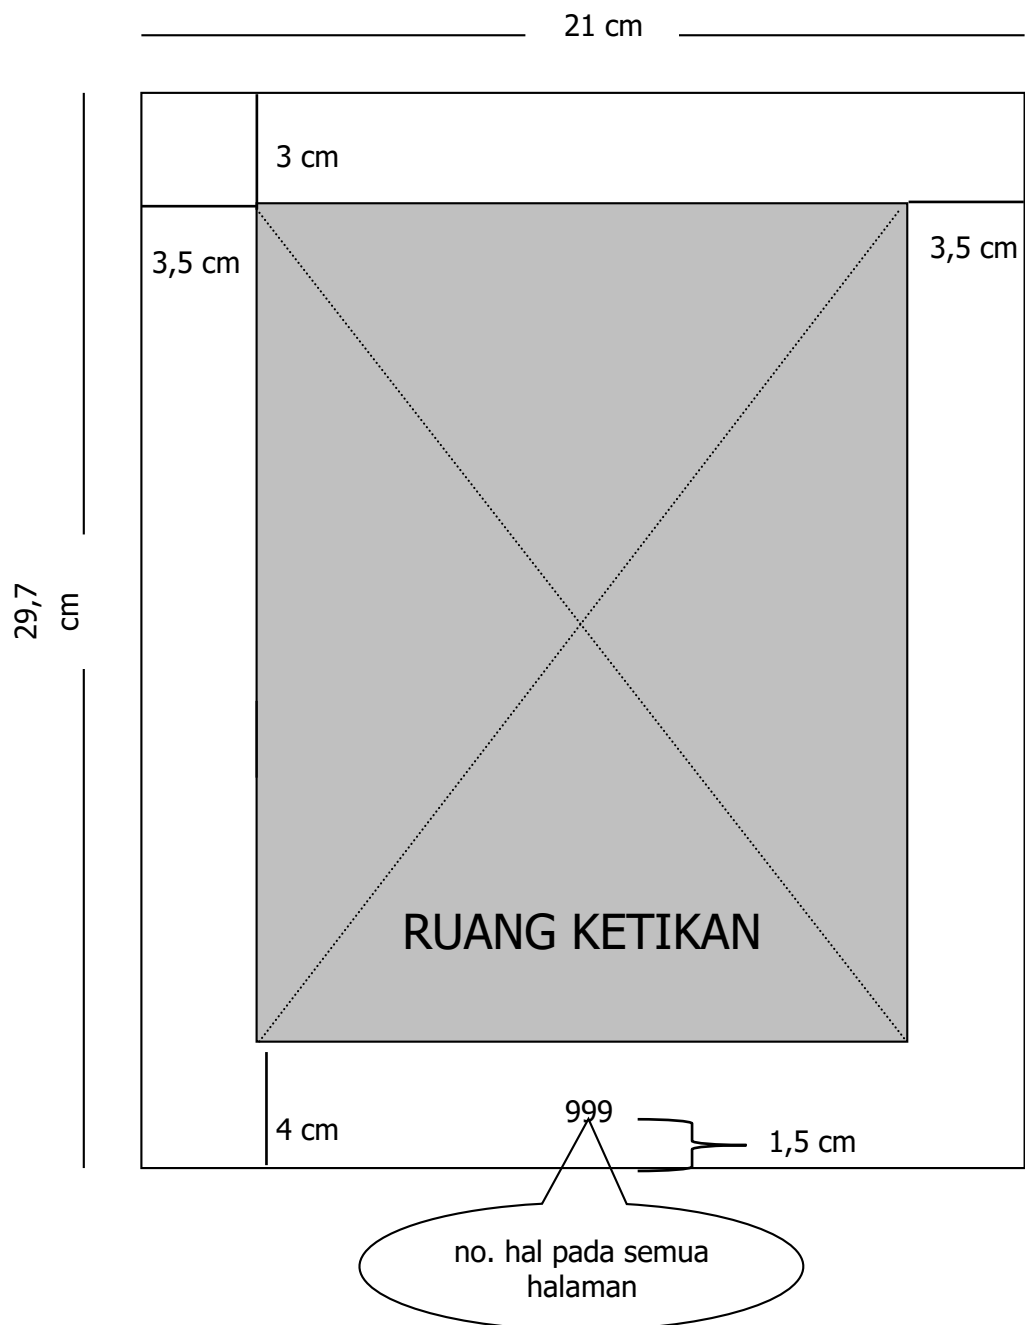 21 cm
3 cm
3,5 cm
3,5 cm
29,7
cm
RUANG KETIKAN
999
4 cm
1,5 cm
no. hal pada semua
halaman